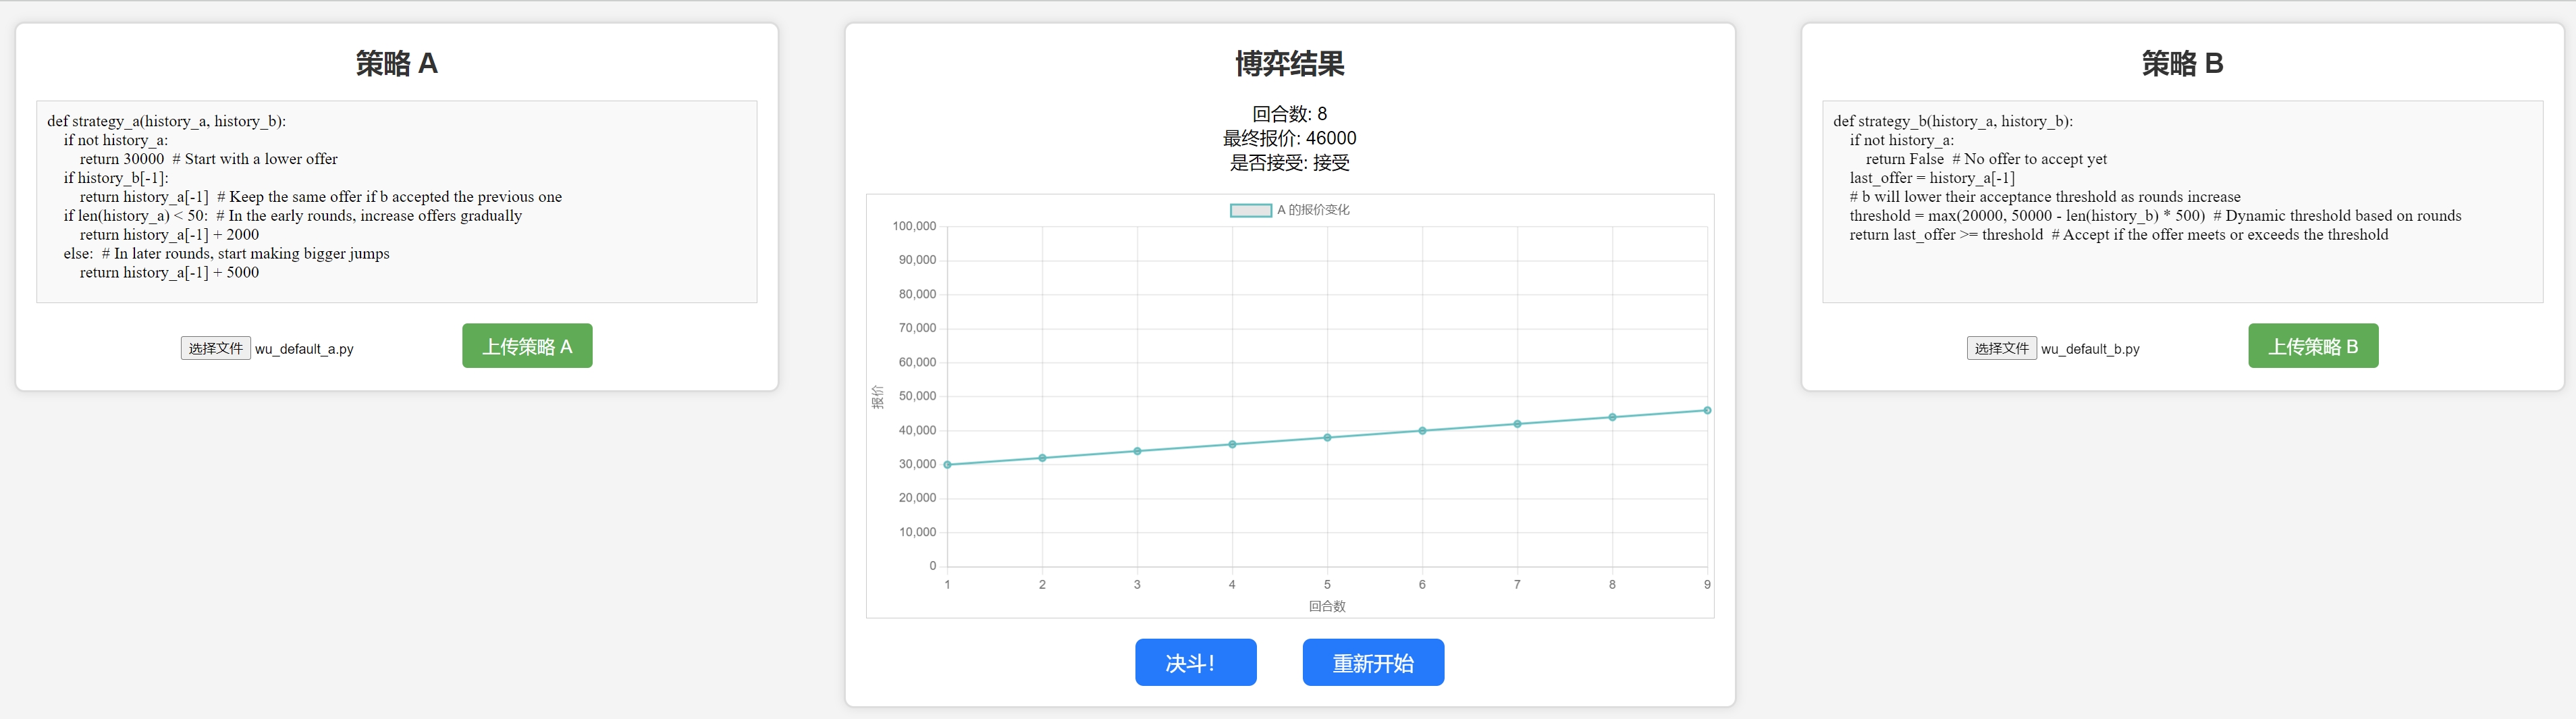 策略 A
def strategy_a(history_a, history_b):
    if not history_a:
        return 30000  # Start with a lower offer
    if history_b[-1]:
        return history_a[-1]  # Keep the same offer if b accepted the previous one
    if len(history_a) < 50:  # In the early rounds, increase offers gradually
        return history_a[-1] + 2000
    else:  # In later rounds, start making bigger jumps
        return history_a[-1] + 5000
选择文件 wu_default_a.py
上传策略 A
博弈结果
回合数: 8
最终报价: 46000
是否接受: 接受
A 的报价变化
100,000
90,000
80,000
70,000
60,000
50,000
40,000
30,000
20,000
10,000
0
报价
1 2 3 4 5 6 7 8 9
回合数
决斗！
重新开始
策略 B
def strategy_b(history_a, history_b):
    if not history_a:
        return False  # No offer to accept yet
    last_offer = history_a[-1]
    # b will lower their acceptance threshold as rounds increase
    threshold = max(20000, 50000 - len(history_b) * 500)  # Dynamic threshold based on rounds
    return last_offer >= threshold  # Accept if the offer meets or exceeds the threshold
选择文件 wu_default_b.py
上传策略 B